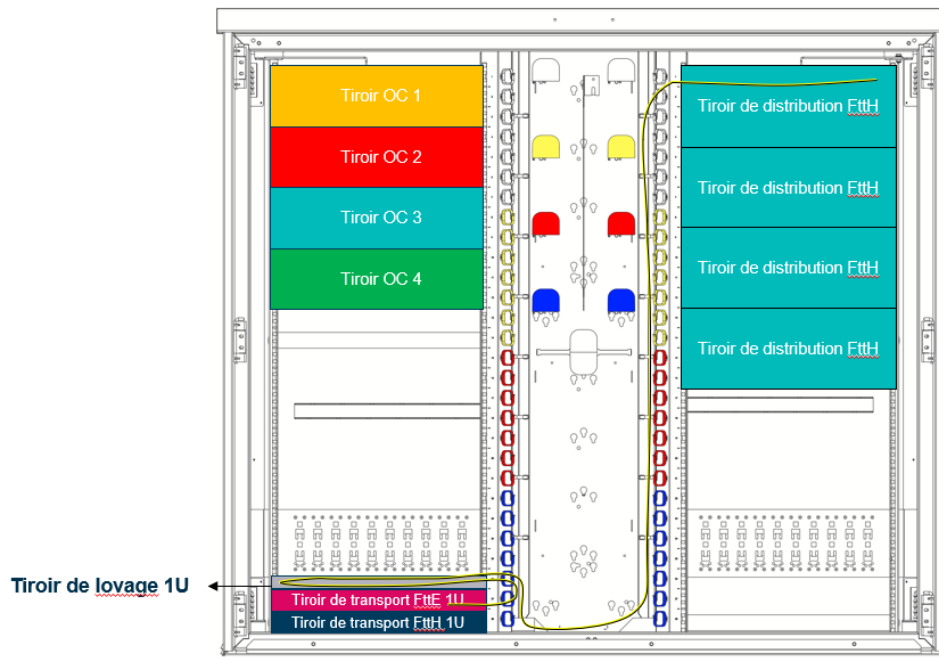 Tiroir OC 1
Tiroir OC 2
Tiroir OC 3
Tiroir OC 4
Tiroir de lovage 1U
Tiroir de transport FttE 1U
Tiroir de transport FttH 1U
Tiroir de distribution FttH
Tiroir de distribution FttH
Tiroir de distribution FttH
Tiroir de distribution FttH